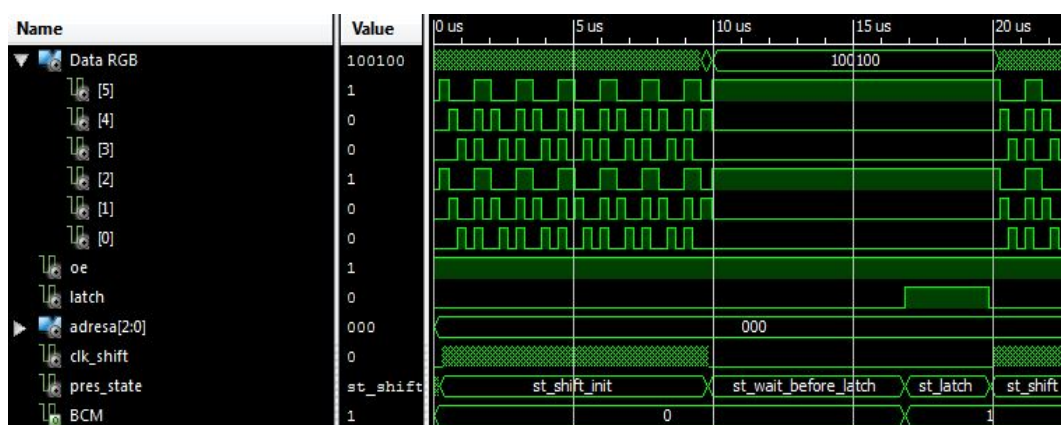 Name Value 0 us 5 us 10 us 15 us 20 us
Data RGB 100100 100100
[5] 1
[4] 0
[3] 0
[2] 1
[1] 0
[0] 0
oe 1
latch 0
adresa[2:0] 000 000
clk_shift 0
pres_state st_shift st_shift_init st_wait_before_latch st_latch st_shift
BCM 1 0 1